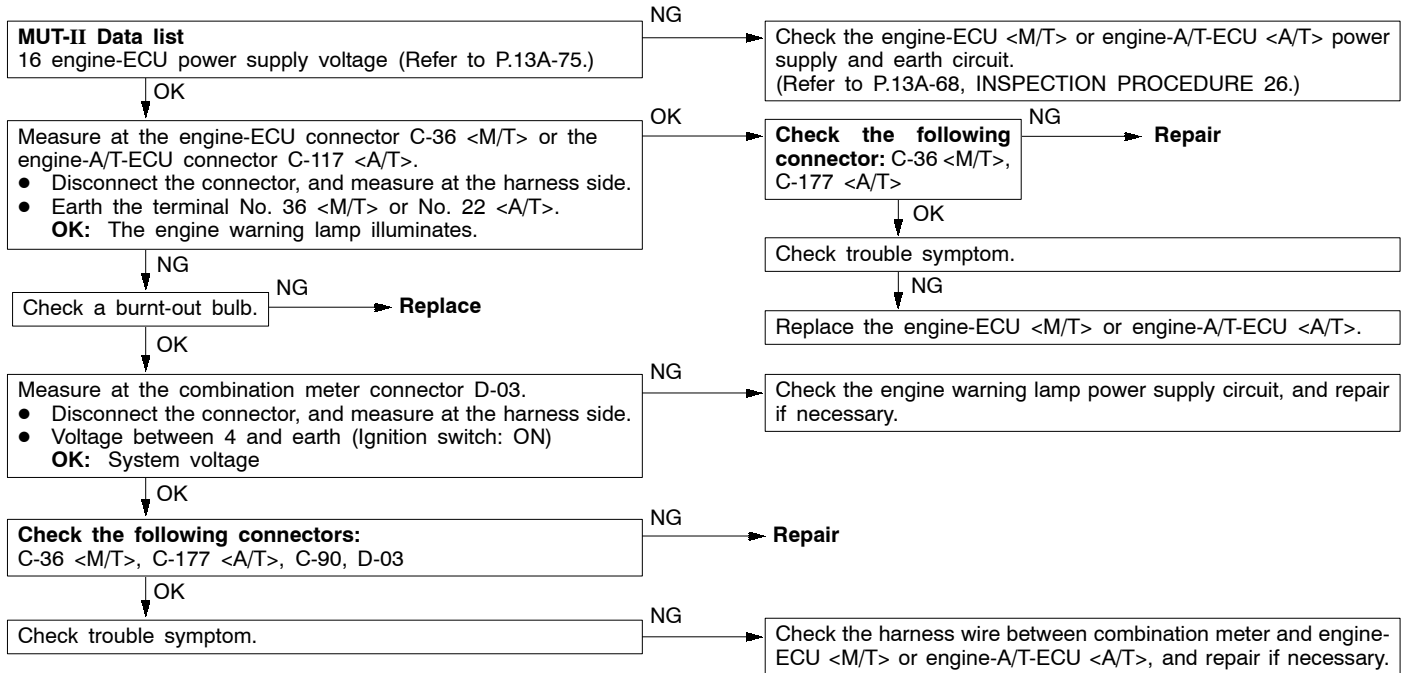 MUT-II Data list
16 engine-ECU power supply voltage (Refer to P.13A-75.)
NG
Check the engine-ECU <M/T> or engine-A/T-ECU <A/T> power
supply and earth circuit.
(Refer to P.13A-68, INSPECTION PROCEDURE 26.)
OK
Measure at the engine-ECU connector C-36 <M/T> or the
engine-A/T-ECU connector C-117 <A/T>.
● Disconnect the connector, and measure at the harness side.
● Earth the terminal No. 36 <M/T> or No. 22 <A/T>.
OK: The engine warning lamp illuminates.
OK
Check the following
connector: C-36 <M/T>,
C-177 <A/T>
NG
Repair
OK
Check trouble symptom.
NG
Replace the engine-ECU <M/T> or engine-A/T-ECU <A/T>.
NG
Check a burnt-out bulb.
NG
Replace
OK
Measure at the combination meter connector D-03.
● Disconnect the connector, and measure at the harness side.
● Voltage between 4 and earth (Ignition switch: ON)
OK: System voltage
NG
Check the engine warning lamp power supply circuit, and repair
if necessary.
OK
Check the following connectors:
C-36 <M/T>, C-177 <A/T>, C-90, D-03
NG
Repair
OK
Check trouble symptom.
NG
Check the harness wire between combination meter and engine-
ECU <M/T> or engine-A/T-ECU <A/T>, and repair if necessary.